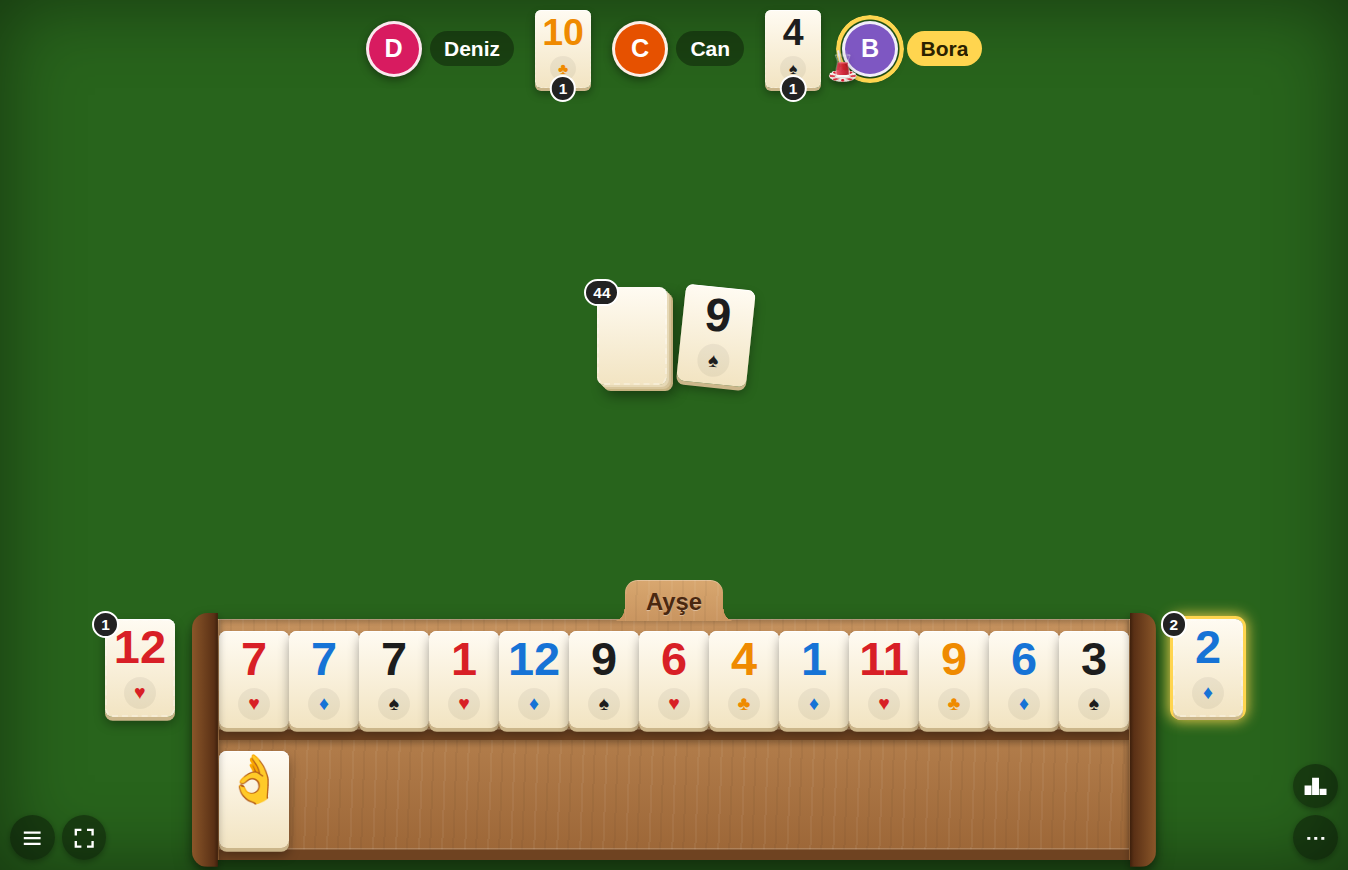 D Deniz 10 ♣ 1 C Can 4 ♠ 1 B Bora
44 9 ♠
Ayşe
1 12 ♥ 7 ♥ 7 ♦ 7 ♠ 1 ♥ 12 ♦ 9 ♠ 6 ♥ 4 ♣ 1 ♦ 11 ♥ 9 ♣ 6 ♦ 3 ♠ 2 2 ♦